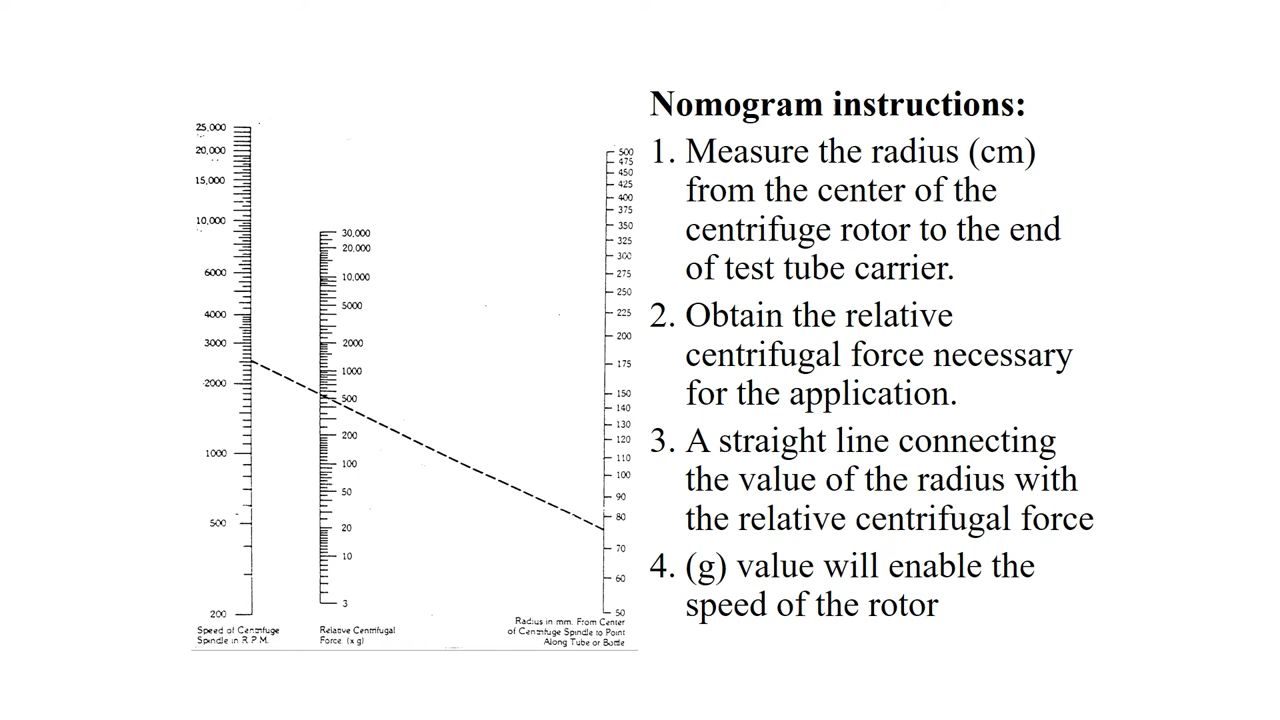 Nomogram instructions:
1. Measure the radius (cm)
from the center of the
centrifuge rotor to the end
of test tube carrier.
2. Obtain the relative
centrifugal force necessary
for the application.
3. A straight line connecting
the value of the radius with
the relative centrifugal force
4. (g) value will enable the
speed of the rotor
25,000
20,000
15,000
10,000
6000
4000
3000
2000
1000
500
200
Speed of Centrifuge
Spindle in R.P.M.
30,000
20,000
10,000
5000
2000
1000
500
200
100
50
20
10
3
Relative Centrifugal
Force. (x g)
500
475
450
425
400
375
350
325
300
275
250
225
200
175
150
140
130
120
110
100
90
80
70
60
50
Radius in mm. From Center
of Centrifuge Spindle to Point
Along Tube or Bottle